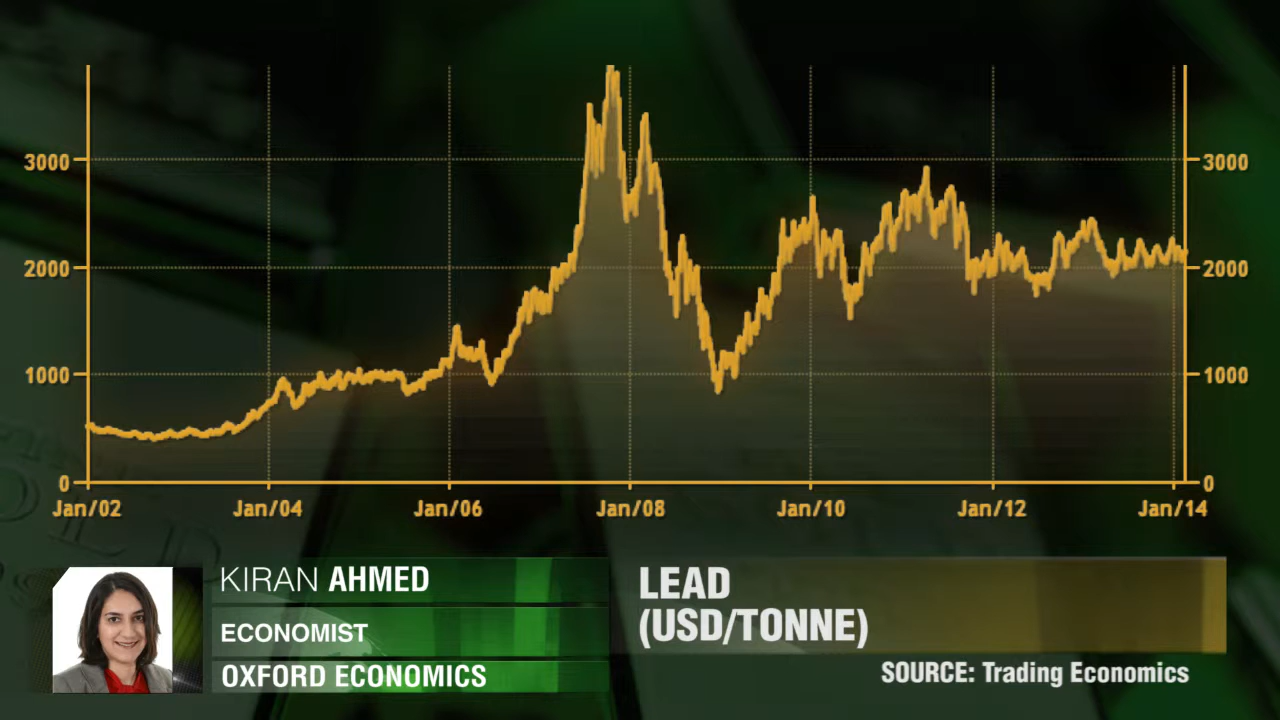 3000
3000
2000
2000
1000
1000
0
0
Jan/02 Jan/04 Jan/06 Jan/08 Jan/10 Jan/12 Jan/14
KIRAN AHMED
ECONOMIST
OXFORD ECONOMICS
LEAD
(USD/TONNE)
SOURCE: Trading Economics